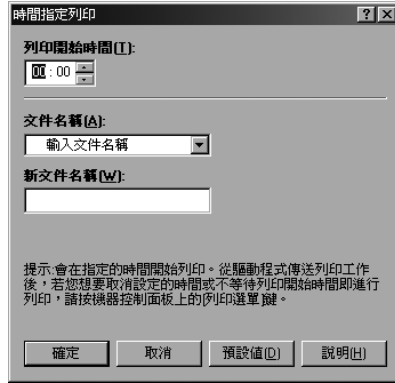 時間指定列印
列印開始時間(T):
00 : 00
文件名稱(A):
輸入文件名稱
新文件名稱(W):
提示:會在指定的時間開始列印。從驅動程式傳送列印工作
後，若您想要取消設定的時間或不等待列印開始時間即進行
列印，請按機器控制面板上的[列印選單]鍵。
確定 取消 預設值(D) 說明(H)